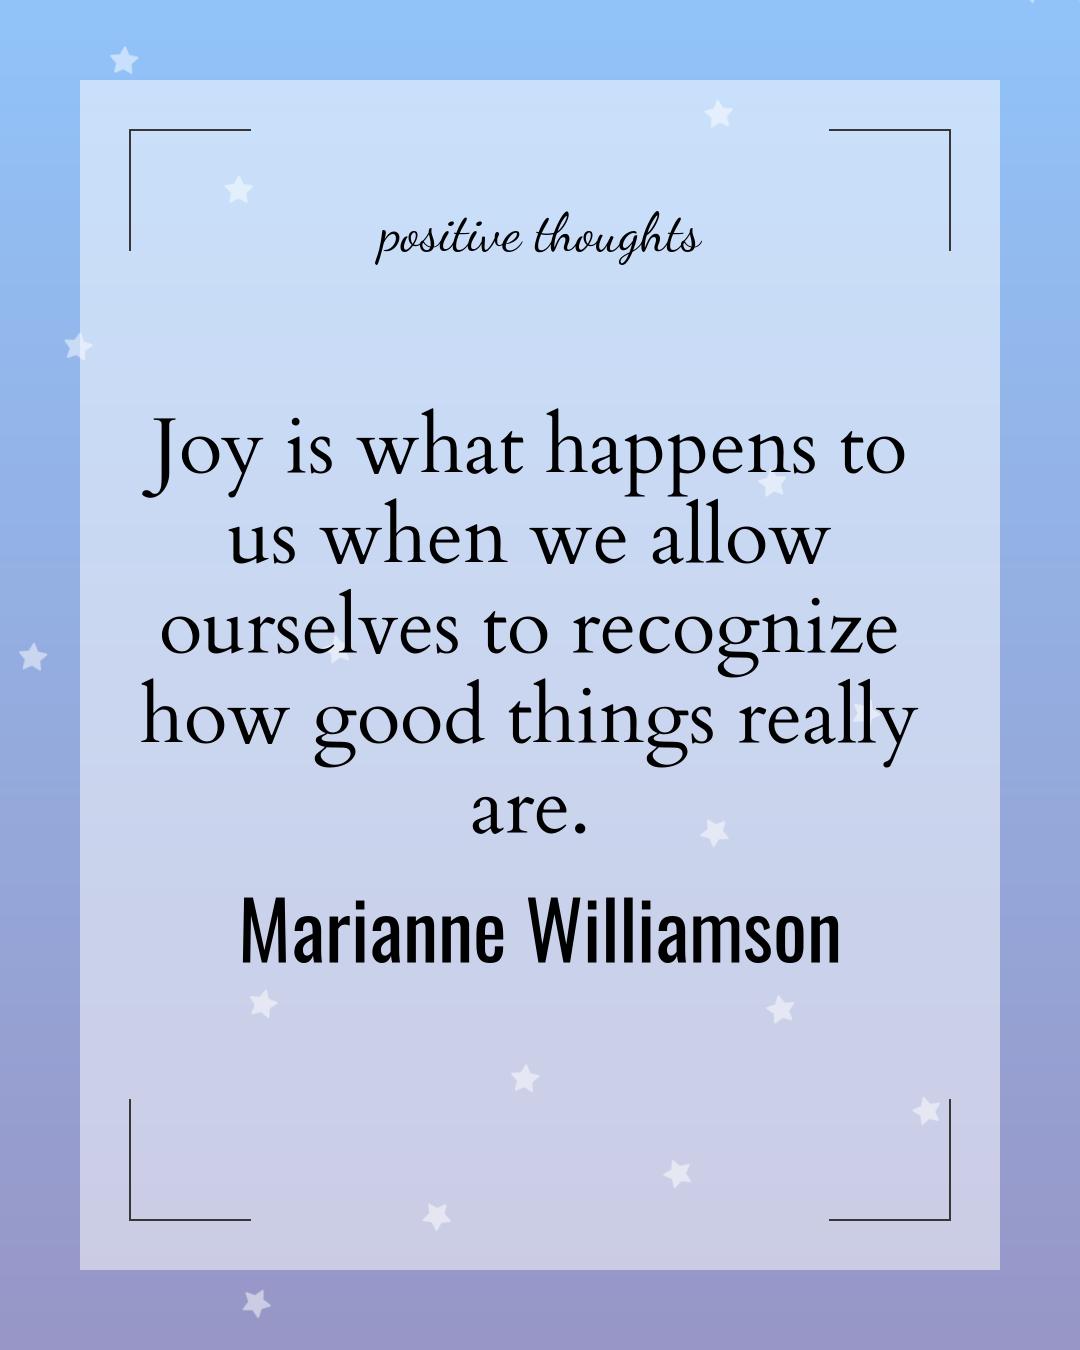 positive thoughts
Joy is what happens to
us when we allow
ourselves to recognize
how good things really
are.
Marianne Williamson